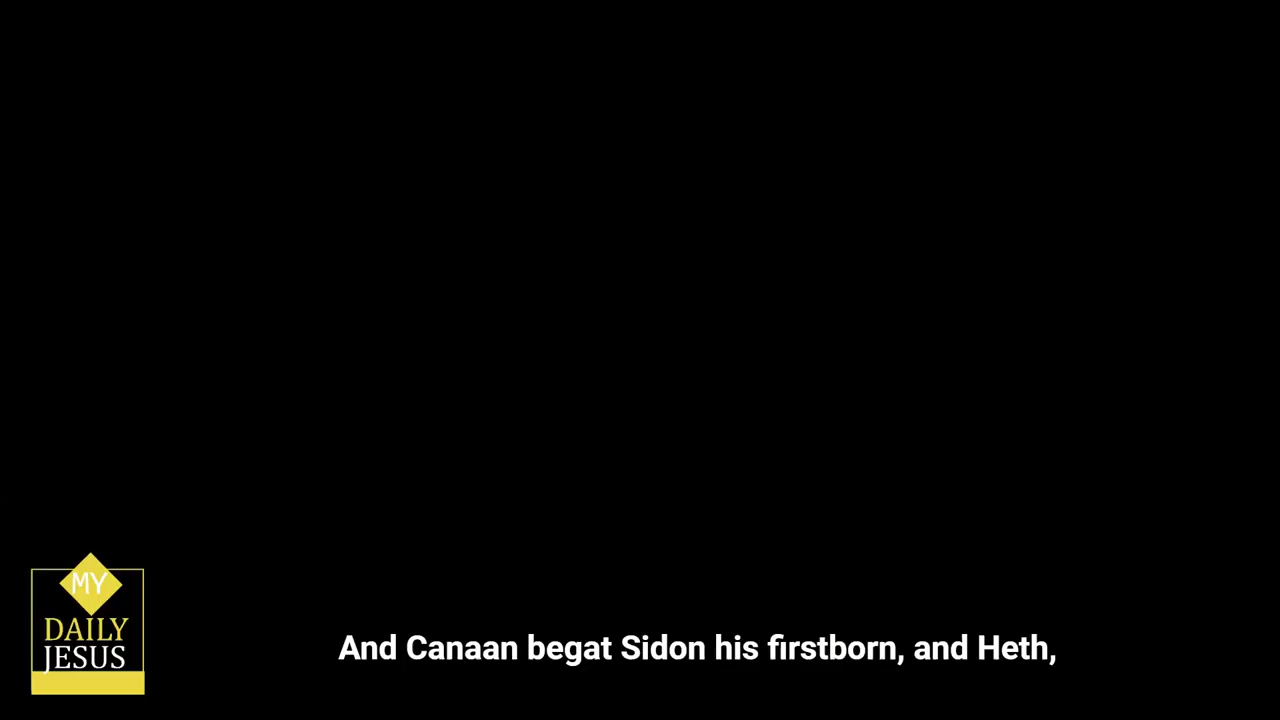 MY
DAILY
JESUS
And Canaan begat Sidon his firstborn, and Heth,